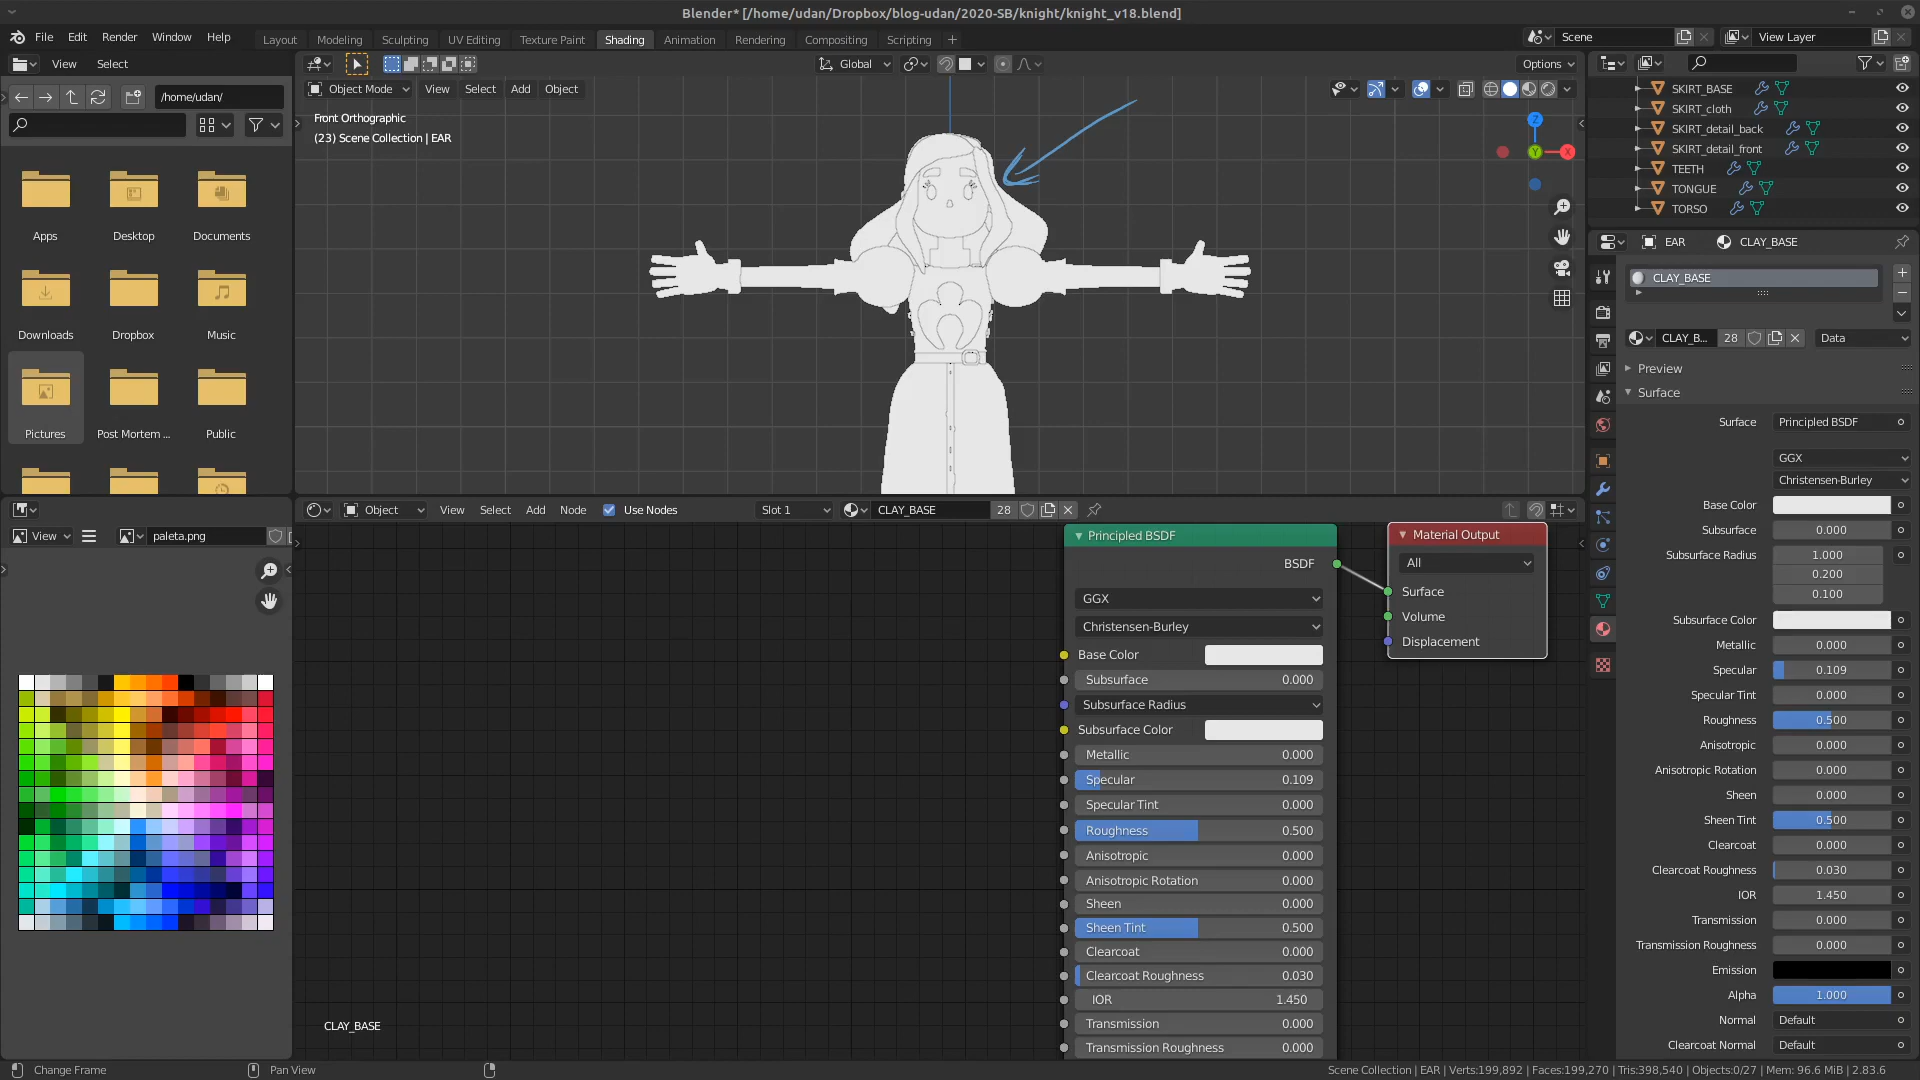 Blender* [/home/udan/Dropbox/blog-udan/2020-SB/knight/knight_v18.blend]
File Edit Render Window Help
Layout Modeling Sculpting UV Editing Texture Paint Shading Animation Rendering Compositing Scripting +
Scene
View Layer
View Select
/home/udan/
Apps Desktop Documents
Downloads Dropbox Music
Pictures Post Mortem ... Public
Global
Options
Object Mode View Select Add Object
Front Orthographic
(23) Scene Collection | EAR
Z
Y
X
SKIRT_BASE
SKIRT_cloth
SKIRT_detail_back
SKIRT_detail_front
TEETH
TONGUE
TORSO
EAR CLAY_BASE
CLAY_BASE
CLAY_B... 28 Data
Preview
Surface
Surface Principled BSDF
GGX
Christensen-Burley
Base Color
Subsurface 0.000
Subsurface Radius 1.000
0.200
0.100
Subsurface Color
Metallic 0.000
Specular 0.109
Specular Tint 0.000
Roughness 0.500
Anisotropic 0.000
Anisotropic Rotation 0.000
Sheen 0.000
Sheen Tint 0.500
Clearcoat 0.000
Clearcoat Roughness 0.030
IOR 1.450
Transmission 0.000
Transmission Roughness 0.000
Emission
Alpha 1.000
Normal Default
Clearcoat Normal Default
View paleta.png
Object View Select Add Node Use Nodes Slot 1 CLAY_BASE 28
Principled BSDF
BSDF
GGX
Christensen-Burley
Base Color
Subsurface 0.000
Subsurface Radius
Subsurface Color
Metallic 0.000
Specular 0.109
Specular Tint 0.000
Roughness 0.500
Anisotropic 0.000
Anisotropic Rotation 0.000
Sheen 0.000
Sheen Tint 0.500
Clearcoat 0.000
Clearcoat Roughness 0.030
IOR 1.450
Transmission 0.000
Transmission Roughness 0.000
Material Output
All
Surface
Volume
Displacement
CLAY_BASE
Change Frame
Pan View
Scene Collection | EAR | Verts:199,892 | Faces:199,270 | Tris:398,540 | Objects:0/27 | Mem: 96.6 MiB | 2.83.6